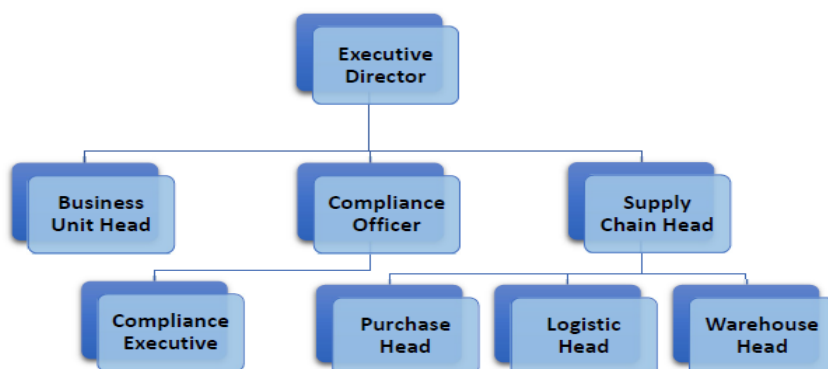 Executive
Director
Business
Unit Head
Compliance
Officer
Supply
Chain Head
Compliance
Executive
Purchase
Head
Logistic
Head
Warehouse
Head